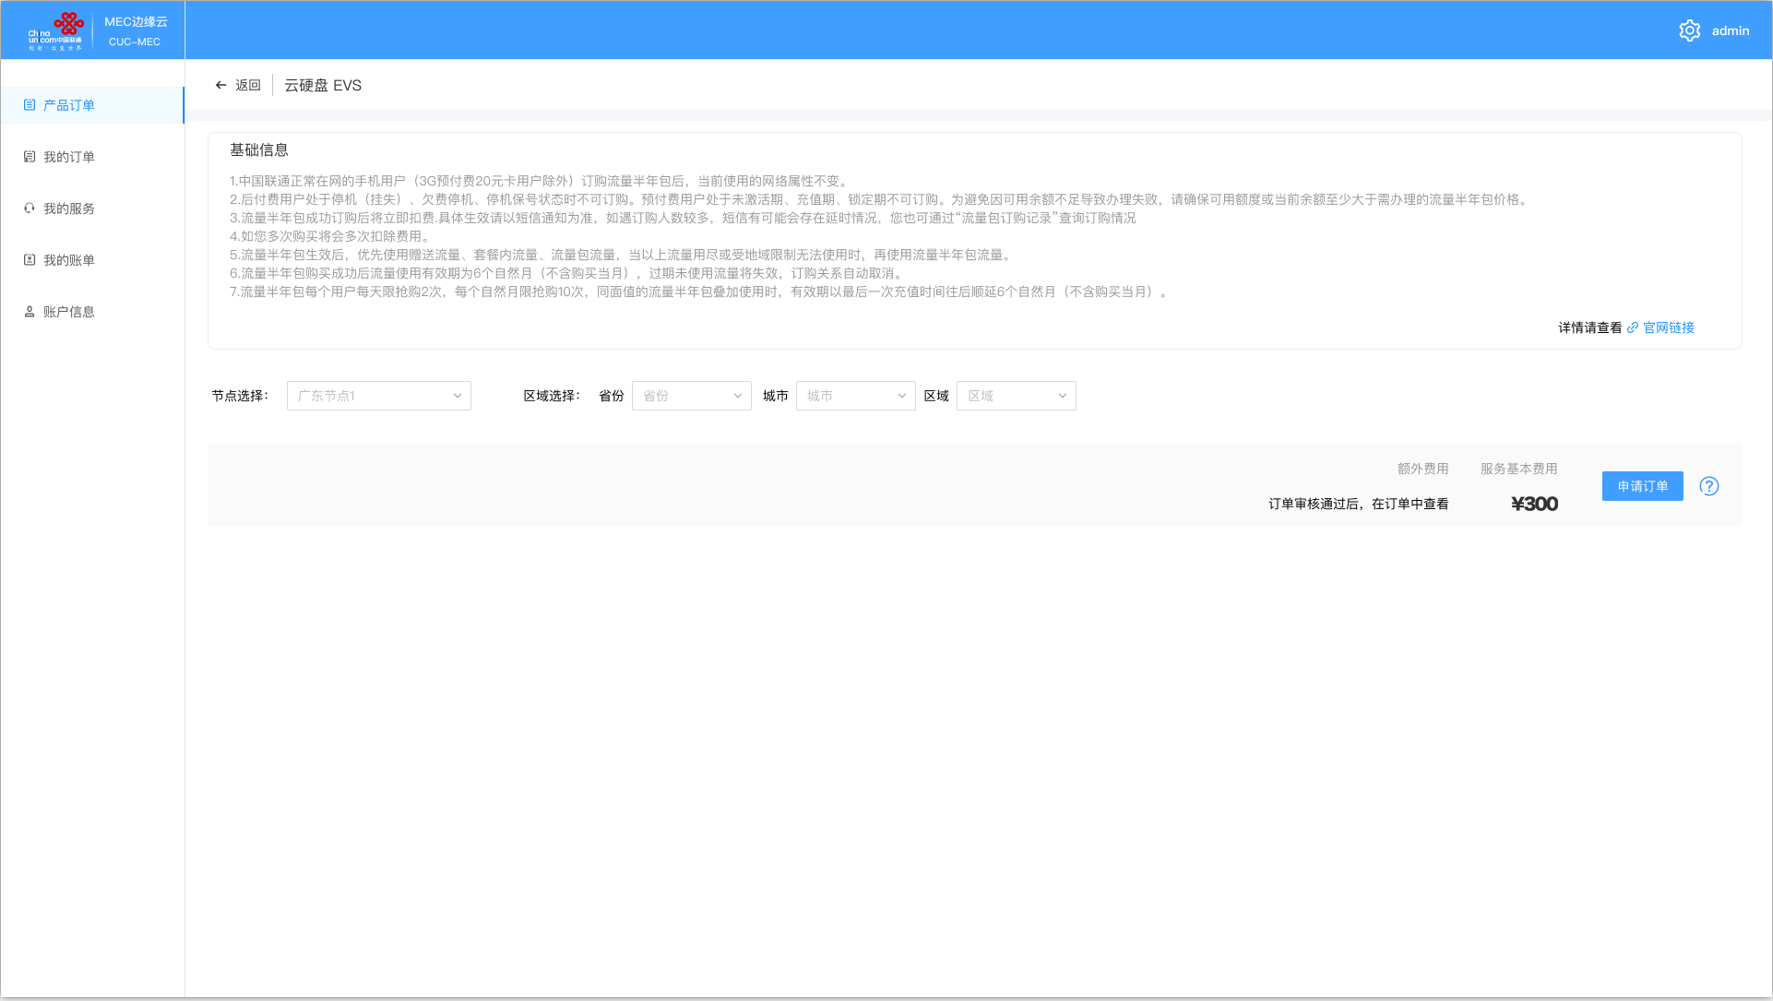 China
unicom中国联通
创新·改变世界
MEC边缘云
CUC-MEC
admin
产品订单
我的订单
我的服务
我的账单
账户信息
返回
云硬盘 EVS
基础信息
1.中国联通正常在网的手机用户（3G预付费20元卡用户除外）订购流量半年包后，当前使用的网络属性不变。
2.后付费用户处于停机（挂失）、欠费停机、停机保号状态时不可订购。预付费用户处于未激活期、充值期、锁定期不可订购。为避免因可用余额不足导致办理失败，请确保可用额度或当前余额至少大于需办理的流量半年包价格。
3.流量半年包成功订购后将立即扣费.具体生效请以短信通知为准，如遇订购人数较多，短信有可能会存在延时情况，您也可通过“流量包订购记录”查询订购情况
4.如您多次购买将会多次扣除费用。
5.流量半年包生效后，优先使用赠送流量、套餐内流量、流量包流量，当以上流量用尽或受地域限制无法使用时，再使用流量半年包流量。
6.流量半年包购买成功后流量使用有效期为6个自然月（不含购买当月），过期未使用流量将失效，订购关系自动取消。
7.流量半年包每个用户每天限抢购2次，每个自然月限抢购10次，同面值的流量半年包叠加使用时，有效期以最后一次充值时间往后顺延6个自然月（不含购买当月）。
详情请查看 官网链接
节点选择： 广东节点1 区域选择： 省份 省份 城市 城市 区域 区域
额外费用 服务基本费用
订单审核通过后，在订单中查看 ¥300 申请订单